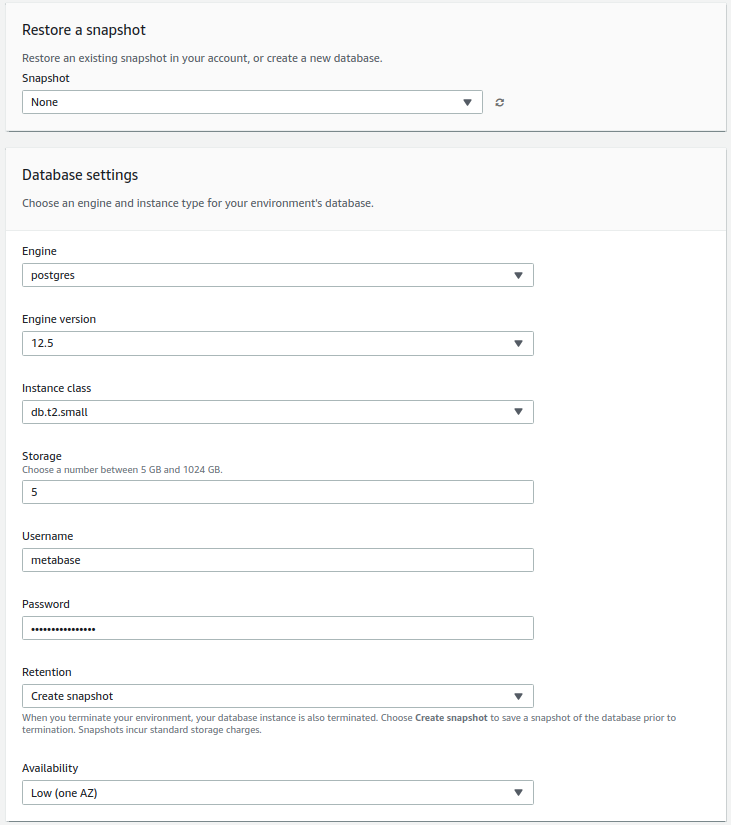 Restore a snapshot
Restore an existing snapshot in your account, or create a new database.
Snapshot
None
Database settings
Choose an engine and instance type for your environment's database.
Engine
postgres
Engine version
12.5
Instance class
db.t2.small
Storage
Choose a number between 5 GB and 1024 GB.
5
Username
metabase
Password
••••••••••••••••
Retention
Create snapshot
When you terminate your environment, your database instance is also terminated. Choose Create snapshot to save a snapshot of the database prior to
termination. Snapshots incur standard storage charges.
Availability
Low (one AZ)